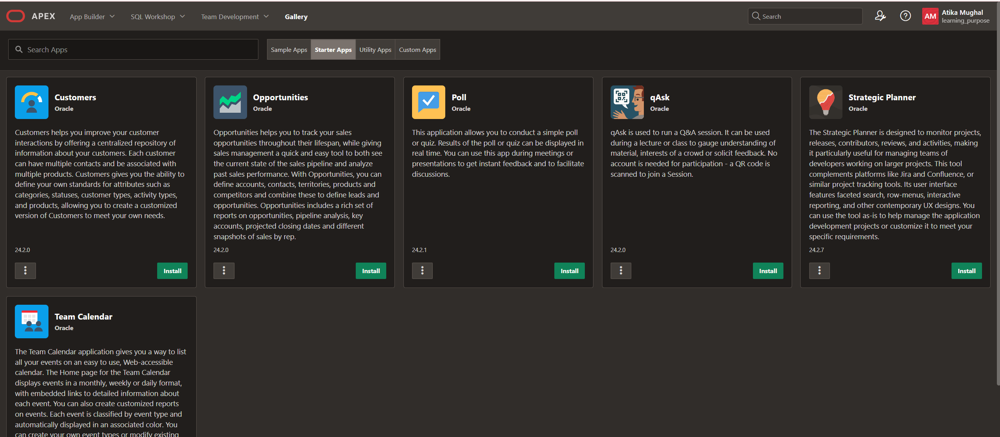 APEX
App Builder
SQL Workshop
Team Development
Gallery
Search
AM
Atika Mughal
learning_purpose
Search Apps
Sample Apps
Starter Apps
Utility Apps
Custom Apps
Customers
Oracle
Customers helps you improve your customer
interactions by offering a centralized repository of
information about your customers. Each customer
can have multiple contacts and be associated with
multiple products. Customers gives you the ability to
define your own standards for attributes such as
categories, statuses, customer types, activity types,
and products, allowing you to create a customized
version of Customers to meet your own needs.
24.2.0
Install
Opportunities
Oracle
Opportunities helps you to track your sales
opportunities throughout their lifespan, while giving
sales management a quick and easy tool to both see
the current state of the sales pipeline and analyze
past sales performance. With Opportunities, you can
define accounts, contacts, territories, products and
competitors and combine these to define leads and
opportunities. Opportunities includes a rich set of
reports on opportunities, pipeline analysis, key
accounts, projected closing dates and different
snapshots of sales by rep.
24.2.0
Install
Poll
Oracle
This application allows you to conduct a simple poll
or quiz. Results of the poll or quiz can be displayed in
real time. You can use this app during meetings or
presentations to get instant feedback and to facilitate
discussions.
24.2.1
Install
qAsk
Oracle
qAsk is used to run a Q&A session. It can be used
during a lecture or class to gauge understanding of
material, interests of a crowd or solicit feedback. No
account is needed for participation - a QR code is
scanned to join a Session.
24.2.0
Install
Strategic Planner
Oracle
The Strategic Planner is designed to monitor projects,
releases, contributors, reviews, and activities, making
it particularly useful for managing teams of
developers working on larger projects. This tool
complements platforms like Jira and Confluence, or
similar project tracking tools. Its user interface
features faceted search, row-menus, interactive
reporting, and other contemporary UX designs. You
can use the tool as-is to help manage the application
development projects or customize it to meet your
specific requirements.
24.2.7
Install
Team Calendar
Oracle
The Team Calendar application gives you a way to list
all your events on an easy to use, Web-accessible
calendar. The Home page for the Team Calendar
displays events in a monthly, weekly or daily format,
with embedded links to detailed information about
each event. You can also create customized reports
on events. Each event is classified by event type and
automatically displayed in an associated color. You
can create your own event types or modify existing